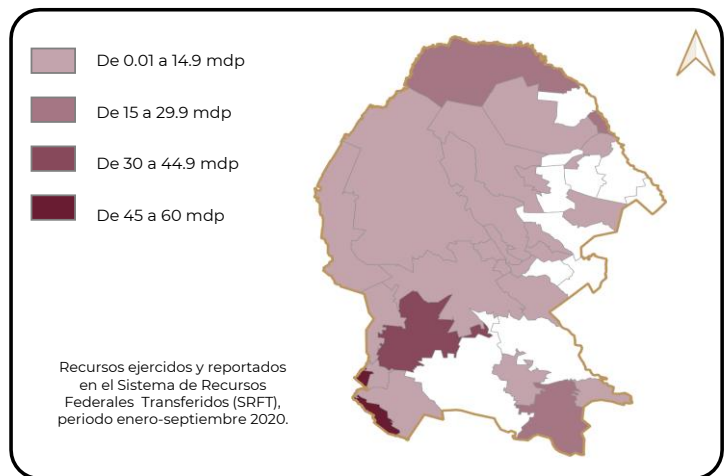 De 0.01 a 14.9 mdp
De 15 a 29.9 mdp
De 30 a 44.9 mdp
De 45 a 60 mdp
Recursos ejercidos y reportados
en el Sistema de Recursos
Federales Transferidos (SRFT),
periodo enero-septiembre 2020.